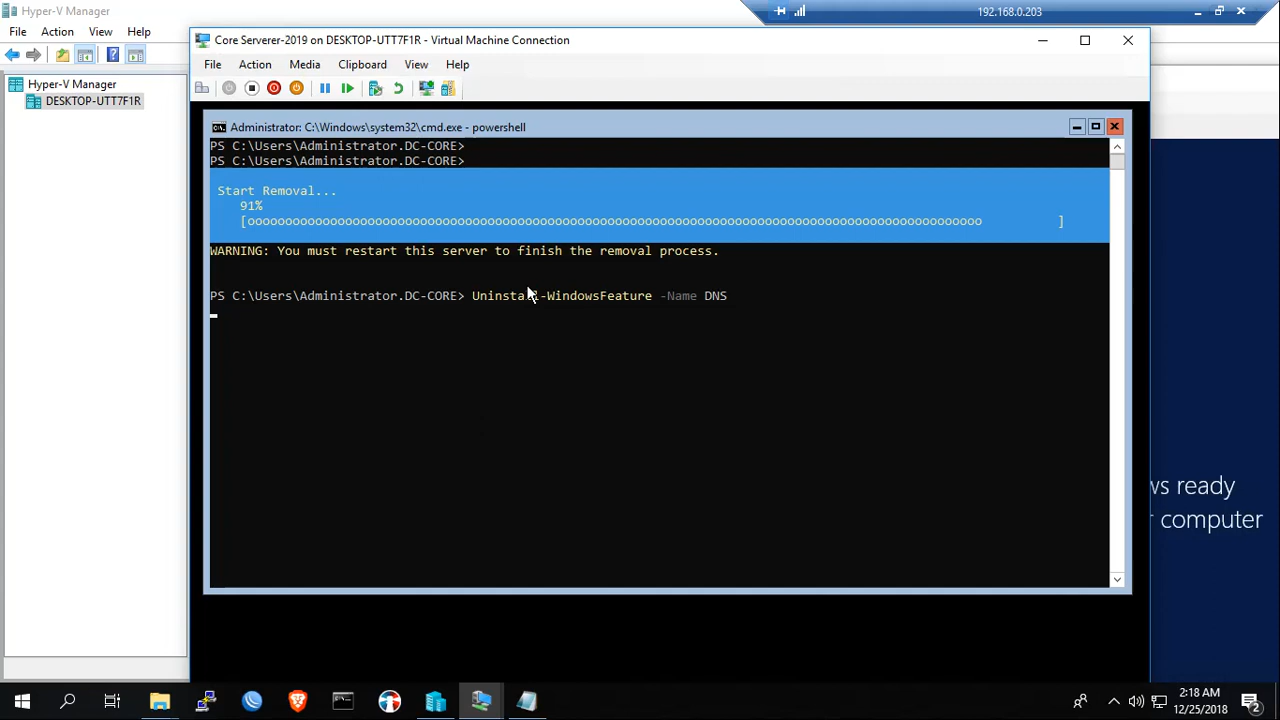 Hyper-V Manager
192.168.0.203
File Action View Help
Hyper-V Manager
DESKTOP-UTT7F1R
Core Serverer-2019 on DESKTOP-UTT7F1R - Virtual Machine Connection
File Action Media Clipboard View Help
Administrator: C:\Windows\system32\cmd.exe - powershell
PS C:\Users\Administrator.DC-CORE>
PS C:\Users\Administrator.DC-CORE>
Start Removal...
91%
[oooooooooooooooooooooooooooooooooooooooooooooooooooooooooooooooooooooooooooooooooooooooooooooooooo ]
WARNING: You must restart this server to finish the removal process.
PS C:\Users\Administrator.DC-CORE> Uninstall-WindowsFeature -Name DNS
ws ready
computer
2:18 AM
12/25/2018
2